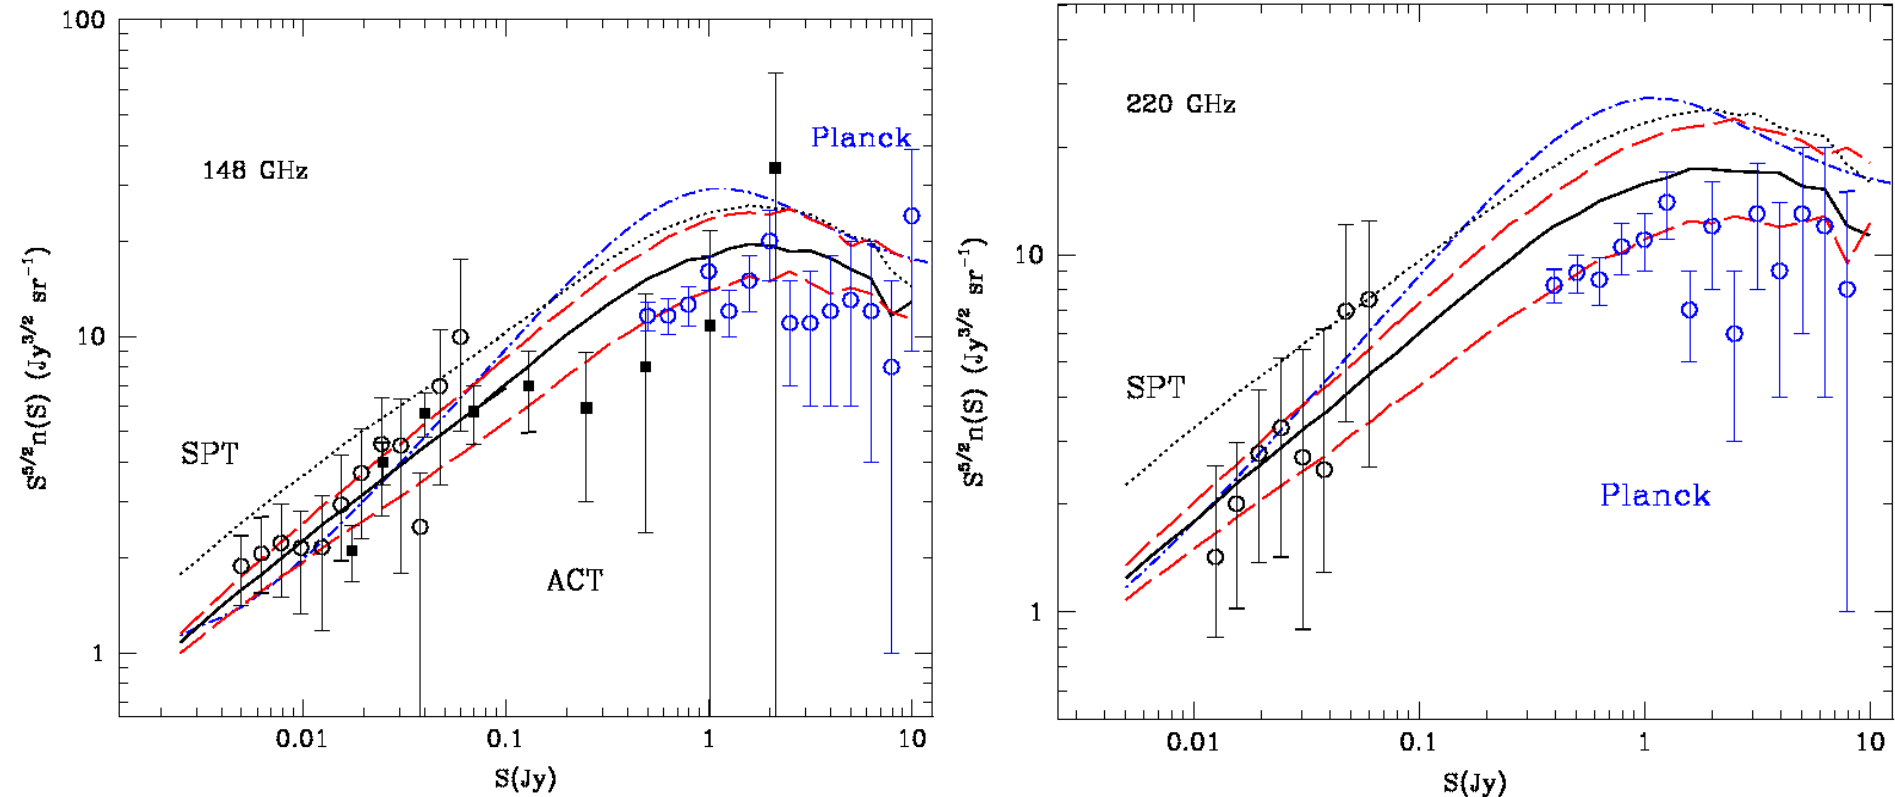 100
Planck
148 GHz
10
SPT
ACT
1
0.01 0.1 1 10
S(Jy)
S^5/2 n(S) (Jy^3/2 sr^-1)
220 GHz
10
SPT
Planck
1
0.01 0.1 1 10
S(Jy)
S^5/2 n(S) (Jy^3/2 sr^-1)